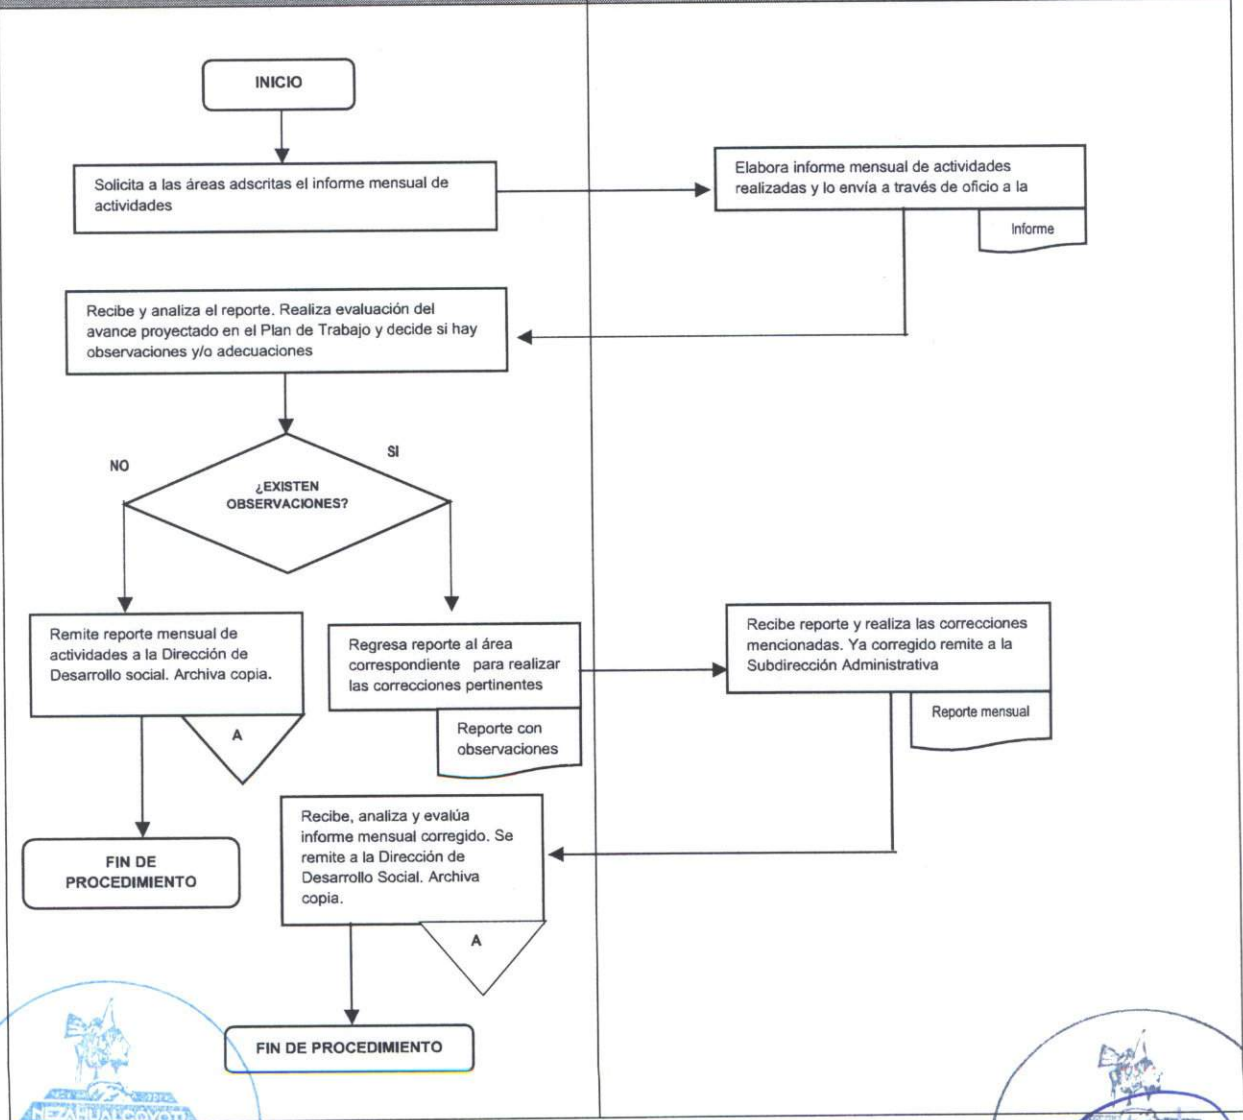 INICIO
Solicita a las áreas adscritas el informe mensual de
actividades
Elabora informe mensual de actividades
realizadas y lo envía a través de oficio a la
Informe
Recibe y analiza el reporte. Realiza evaluación del
avance proyectado en el Plan de Trabajo y decide si hay
observaciones y/o adecuaciones
NO
SI
¿EXISTEN
OBSERVACIONES?
Remite reporte mensual de
actividades a la Dirección de
Desarrollo social. Archiva copia.
A
Regresa reporte al área
correspondiente para realizar
las correcciones pertinentes
Reporte con
observaciones
Recibe reporte y realiza las correcciones
mencionadas. Ya corregido remite a la
Subdirección Administrativa
Reporte mensual
FIN DE
PROCEDIMIENTO
Recibe, analiza y evalúa
informe mensual corregido. Se
remite a la Dirección de
Desarrollo Social. Archiva
copia.
A
FIN DE PROCEDIMIENTO
NEZAHUALCÓYOTL